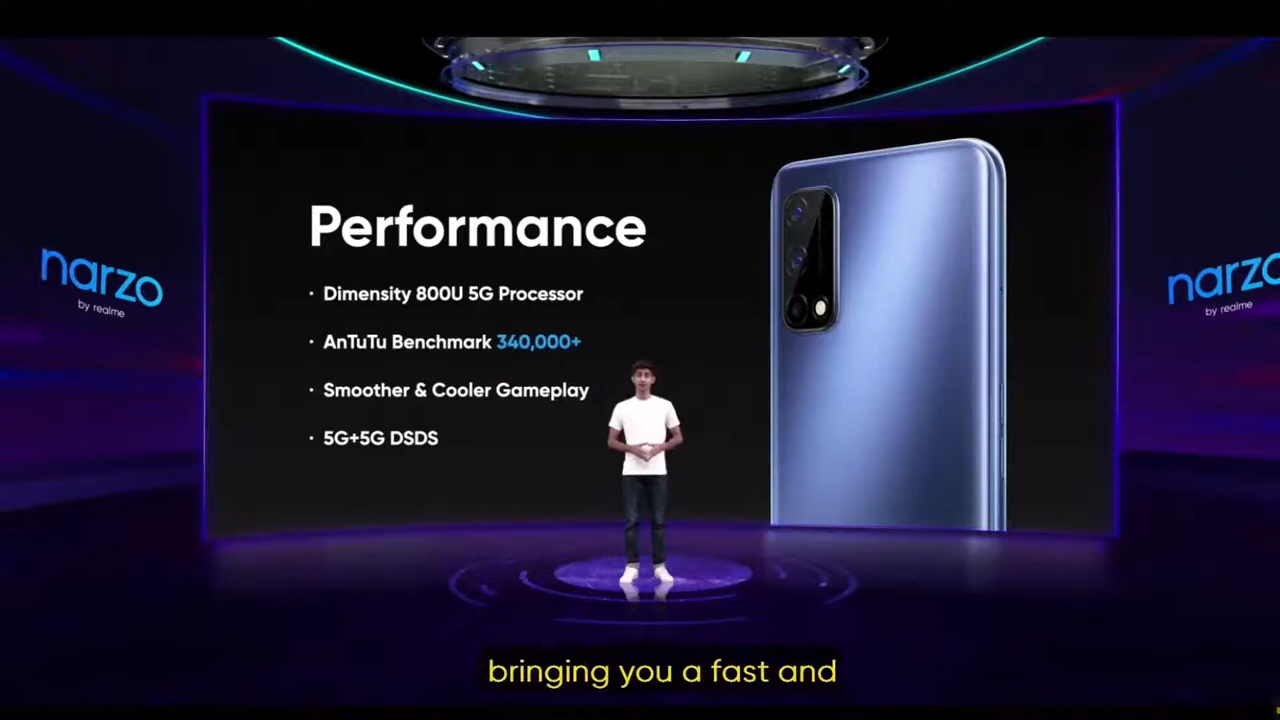 Performance
· Dimensity 800U 5G Processor
· AnTuTu Benchmark 340,000+
· Smoother & Cooler Gameplay
· 5G+5G DSDS
narzo
by realme
narzo
by realme
bringing you a fast and